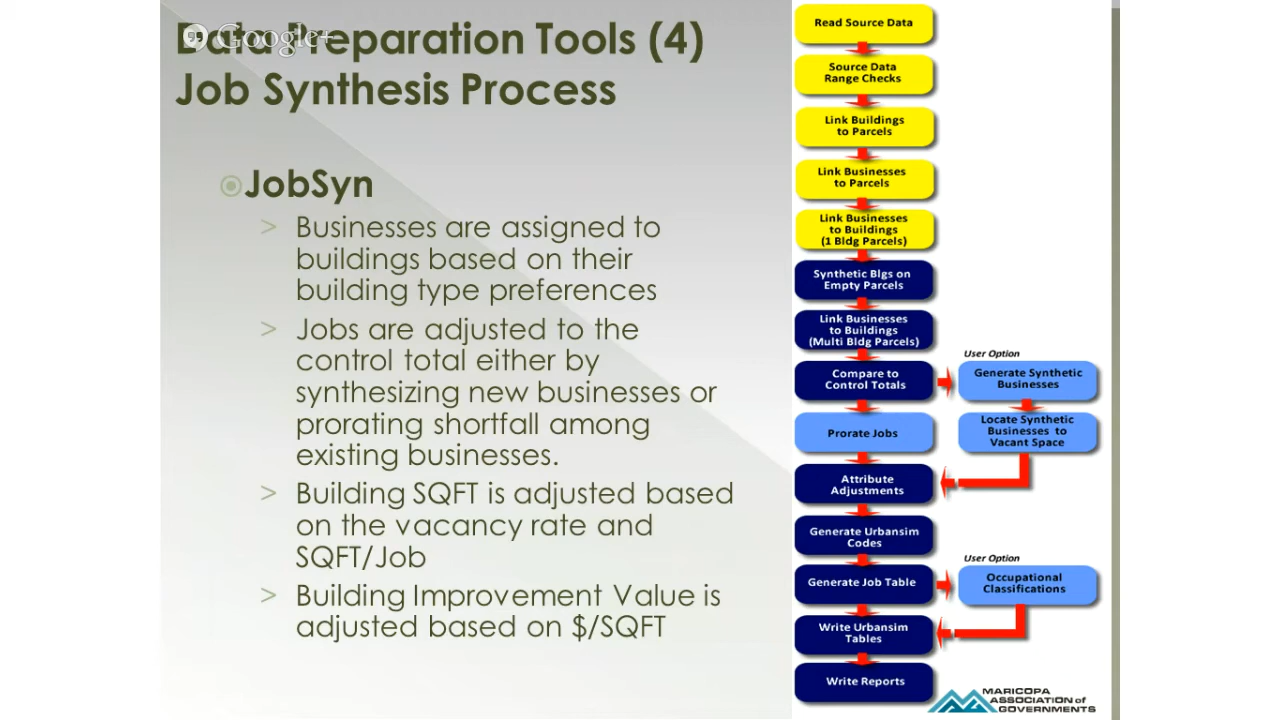 Data Preparation Tools (4)
Google+
Job Synthesis Process
JobSyn
> Businesses are assigned to
buildings based on their
building type preferences
> Jobs are adjusted to the
control total either by
synthesizing new businesses or
prorating shortfall among
existing businesses.
> Building SQFT is adjusted based
on the vacancy rate and
SQFT/Job
> Building Improvement Value is
adjusted based on $/SQFT
Read Source Data
Source Data
Range Checks
Link Buildings
to Parcels
Link Businesses
to Parcels
Link Businesses
to Buildings
(1 Bldg Parcels)
Synthetic Blgs on
Empty Parcels
Link Businesses
to Buildings
(Multi Bldg Parcels)
Compare to
Control Totals
User Option
Generate Synthetic
Businesses
Locate Synthetic
Businesses to
Vacant Space
Prorate Jobs
Attribute
Adjustments
Generate Urbansim
Codes
Generate Job Table
User Option
Occupational
Classifications
Write Urbansim
Tables
Write Reports
MARICOPA
ASSOCIATION of
GOVERNMENTS